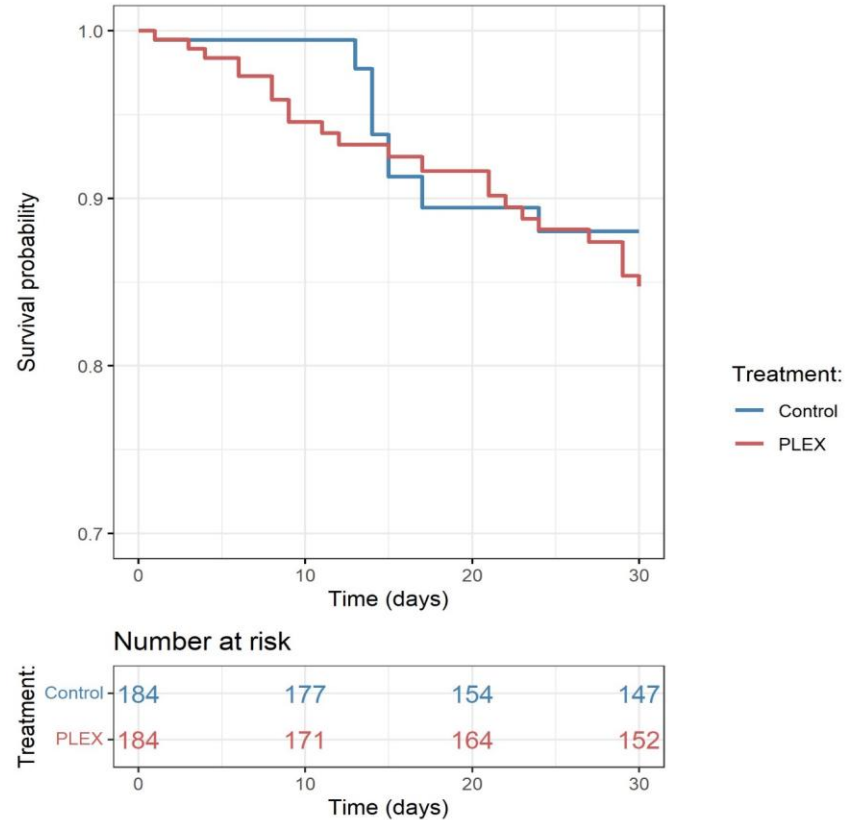 1.0
0.9
0.8
0.7
Survival probability
0 10 20 30
Time (days)
Treatment:
Control
PLEX
Number at risk
Treatment:
Control 184 177 154 147
PLEX 184 171 164 152
0 10 20 30
Time (days)